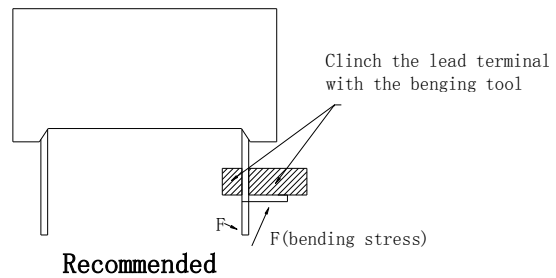 Clinch the lead terminal
with the benging tool
F
F(bending stress)
Recommended